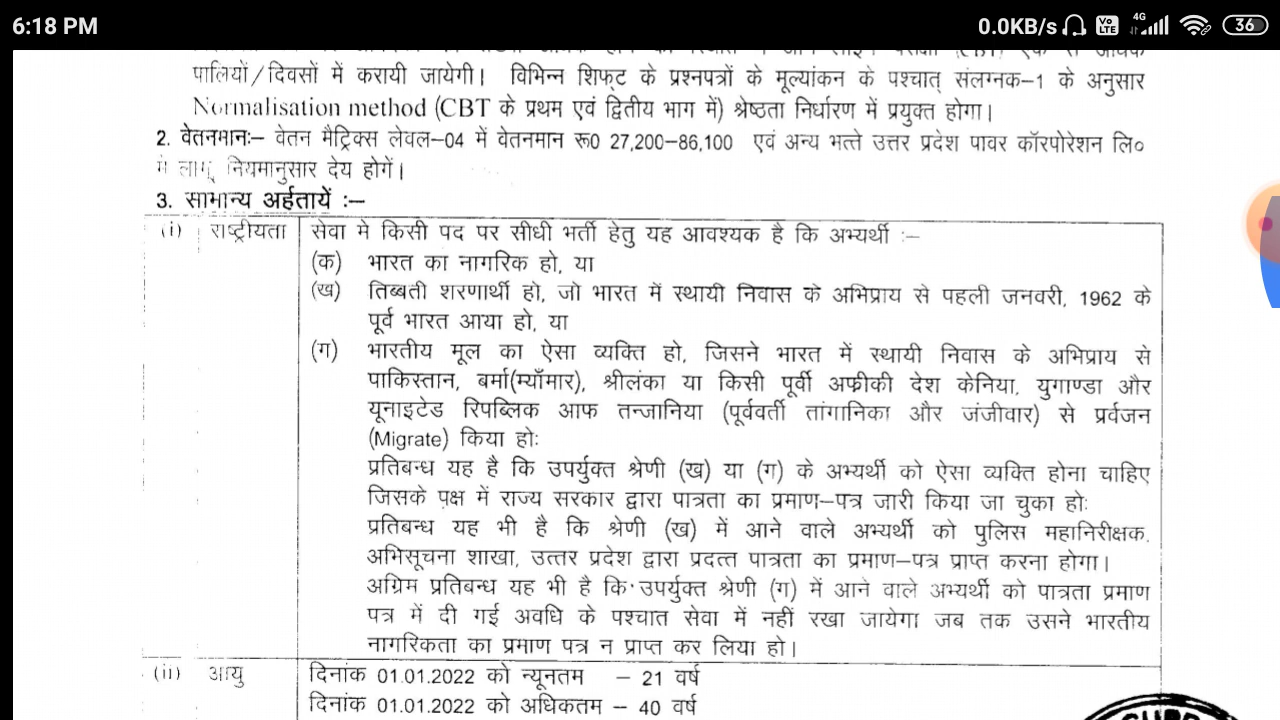 6:18 PM 0.0KB/s Vo LTE 4G 36
पालियों/दिवसों में करायी जायेगी। विभिन्न शिफ्ट के प्रश्नपत्रों के मूल्यांकन के पश्चात् संलग्नक-1 के अनुसार
Normalisation method (CBT के प्रथम एवं द्वितीय भाग में) श्रेष्ठता निर्धारण में प्रयुक्त होगा।
2. वेतनमानः– वेतन मैट्रिक्स लेवल–04 में वेतनमान रू0 27,200–86,100 एवं अन्य भत्ते उत्तर प्रदेश पावर कॉरपोरेशन लि०
में लागू नियमानुसार देय होगें।
3. सामान्य अर्हतायें :–
(i) राष्ट्रीयता सेवा मे किसी पद पर सीधी भर्ती हेतु यह आवश्यक है कि अभ्यर्थी :–
(क) भारत का नागरिक हो, या
(ख) तिब्बती शरणार्थी हो, जो भारत में स्थायी निवास के अभिप्राय से पहली जनवरी, 1962 के
पूर्व भारत आया हो, या
(ग) भारतीय मूल का ऐसा व्यक्ति हो, जिसने भारत में स्थायी निवास के अभिप्राय से
पाकिस्तान, बर्मा(म्याँमार), श्रीलंका या किसी पूर्वी अफ्रीकी देश केनिया, युगाण्डा और
यूनाइटेड रिपब्लिक आफ तन्जानिया (पूर्ववर्ती तांगानिका और जंजीवार) से प्रर्वजन
(Migrate) किया होः
प्रतिबन्ध यह है कि उपर्युक्त श्रेणी (ख) या (ग) के अभ्यर्थी को ऐसा व्यक्ति होना चाहिए
जिसके पक्ष में राज्य सरकार द्वारा पात्रता का प्रमाण–पत्र जारी किया जा चुका होः
प्रतिबन्ध यह भी है कि श्रेणी (ख) में आने वाले अभ्यर्थी को पुलिस महानिरीक्षक,
अभिसूचना शाखा, उत्तर प्रदेश द्वारा प्रदत्त पात्रता का प्रमाण–पत्र प्राप्त करना होगा।
अग्रिम प्रतिबन्ध यह भी है कि उपर्युक्त श्रेणी (ग) में आने वाले अभ्यर्थी को पात्रता प्रमाण
पत्र में दी गई अवधि के पश्चात सेवा में नहीं रखा जायेगा जब तक उसने भारतीय
नागरिकता का प्रमाण पत्र न प्राप्त कर लिया हो।
(ii) आयु दिनांक 01.01.2022 को न्यूनतम – 21 वर्ष
दिनांक 01.01.2022 को अधिकतम – 40 वर्ष